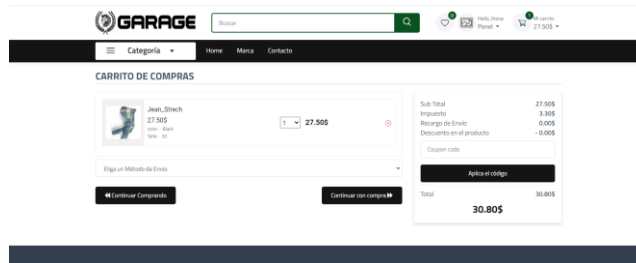 GARAGE
Buscar
0
Hello, Jhona
Panel
1
Mi carrito
27.50$
Categoría
Home
Marca
Contacto
CARRITO DE COMPRAS
Jean_Strech
27.50$
color : Black
Talla : 32
1
27.50$
Elija un Método de Envío
Continuar Comprando
Continuar con compra
Sub Total 27.50$
Impuesto 3.30$
Recargo de Envío 0.00$
Descuento en el producto - 0.00$
Coupon code
Aplica el código
Total 30.80$
30.80$